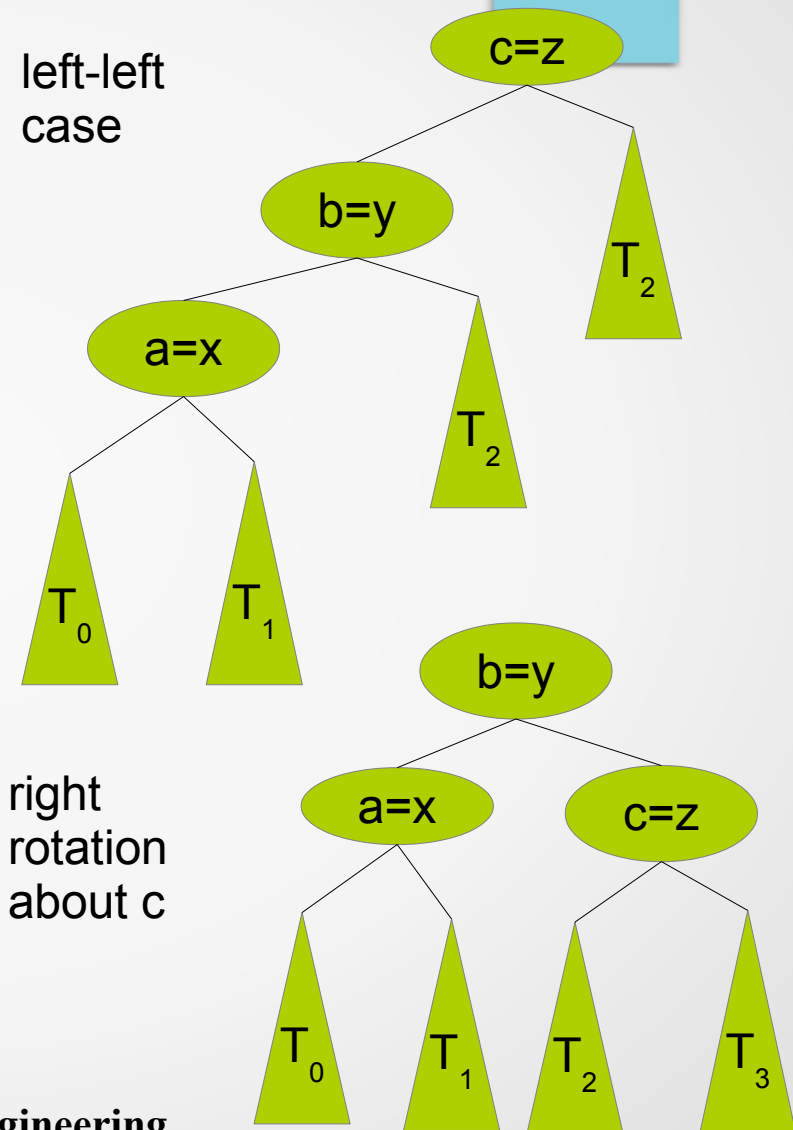 left-left
case
c=z
b=y
T2
a=x
T2
T0
T1
b=y
right
rotation
about c
a=x
c=z
T0
T1
T2
T3